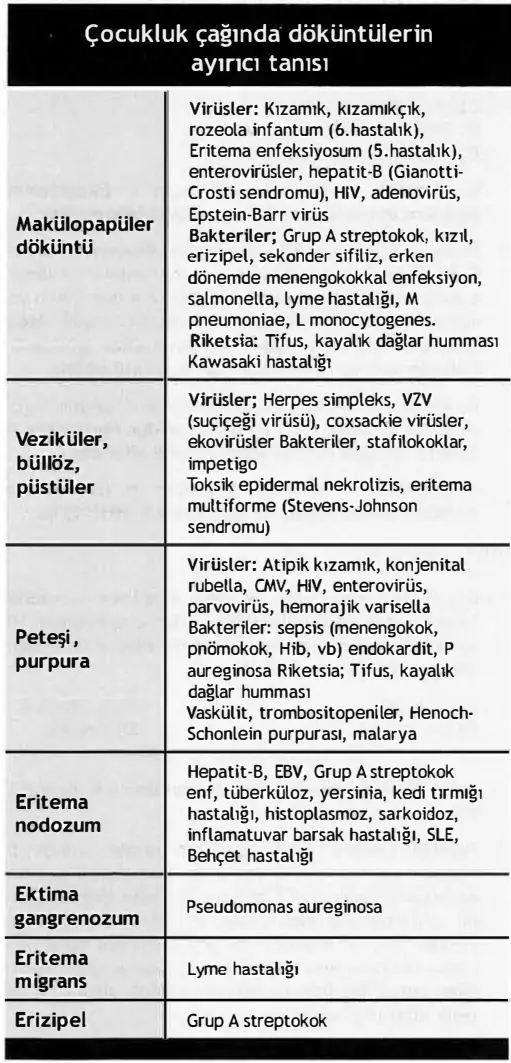 Çocukluk çağında döküntülerin
ayırıcı tanısı
Makülopapüler
döküntü
Virüsler: Kızamık, kızamıkçık,
rozeola infantum (6.hastalık),
Eritema enfeksiyosum (5.hastalık),
enterovirüsler, hepatit-B (Gianotti-
Crosti sendromu), HIV, adenovirüs,
Epstein-Barr virüs
Bakteriler; Grup A streptokok, kızıl,
erizipel, sekonder sifiliz, erken
dönemde menengokokkal enfeksiyon,
salmonella, lyme hastalığı, M
pneumoniae, L monocytogenes.
Riketsia: Tifus, kayalık dağlar humması
Kawasaki hastalığı
Veziküler,
büllöz,
püstüler
Virüsler; Herpes simpleks, VZV
(suçiçeği virüsü), coxsackie virüsler,
ekovirüsler Bakteriler, stafilokoklar,
impetigo
Toksik epidermal nekrolizis, eritema
multiforme (Stevens-Johnson
sendromu)
Peteşi,
purpura
Virüsler: Atipik kızamık, konjenital
rubella, CMV, HIV, enterovirüs,
parvovirüs, hemorajik varisella
Bakteriler: sepsis (menengokok,
pnömokok, Hib, vb) endokardit, P
aureginosa Riketsia; Tifus, kayalık
dağlar humması
Vaskülit, trombositopeniler, Henoch-
Schonlein purpurası, malarya
Eritema
nodozum
Hepatit-B, EBV, Grup A streptokok
enf, tüberküloz, yersinia, kedi tırmığı
hastalığı, histoplasmoz, sarkoidoz,
inflamatuvar barsak hastalığı, SLE,
Behçet hastalığı
Ektima
gangrenozum
Pseudomonas aureginosa
Eritema
migrans
Lyme hastalığı
Erizipel
Grup A streptokok